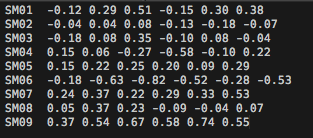 SM01 -0.12 0.29 0.51 -0.15 0.30 0.38
SM02 -0.04 0.04 0.08 -0.13 -0.18 -0.07
SM03 -0.18 0.08 0.35 -0.10 0.08 -0.04
SM04 0.15 0.06 -0.27 -0.58 -0.10 0.22
SM05 0.15 0.22 0.25 0.20 0.09 0.29
SM06 -0.18 -0.63 -0.82 -0.52 -0.28 -0.53
SM07 0.24 0.37 0.22 0.29 0.33 0.53
SM08 0.05 0.37 0.23 -0.09 -0.04 0.07
SM09 0.37 0.54 0.67 0.58 0.74 0.55